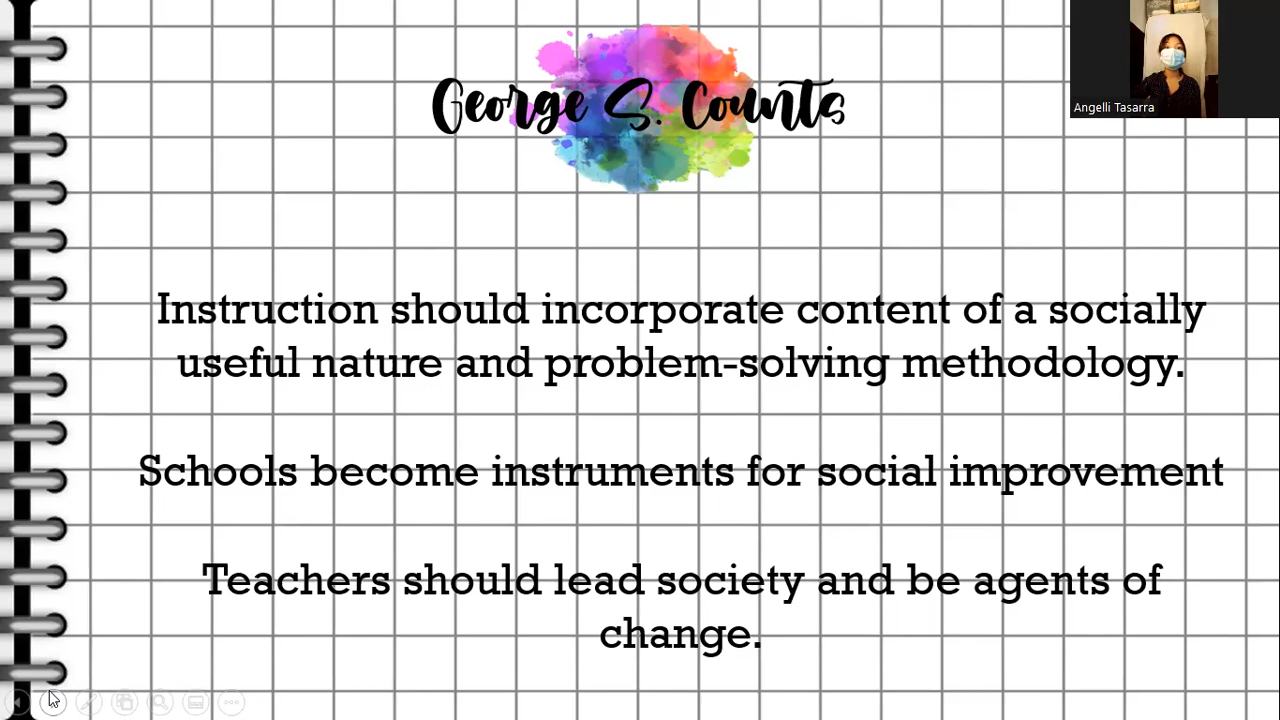 George S. Counts
Angelli Tasarra
Instruction should incorporate content of a socially
useful nature and problem-solving methodology.
Schools become instruments for social improvement
Teachers should lead society and be agents of
change.